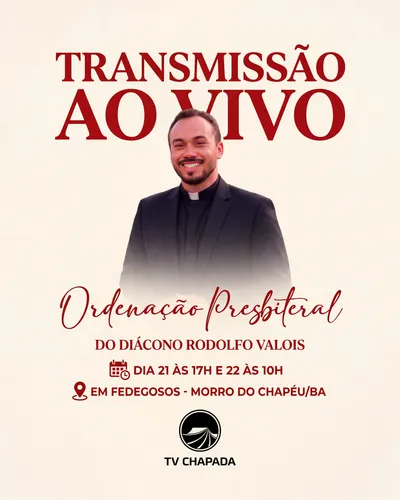 TRANSMISSÃO
AO VIVO
Ordenação Presbiteral
DO DIÁCONO RODOLFO VALOIS
DIA 21 ÀS 17H E 22 ÀS 10H
EM FEDEGOSOS - MORRO DO CHAPÉU/BA
TV CHAPADA